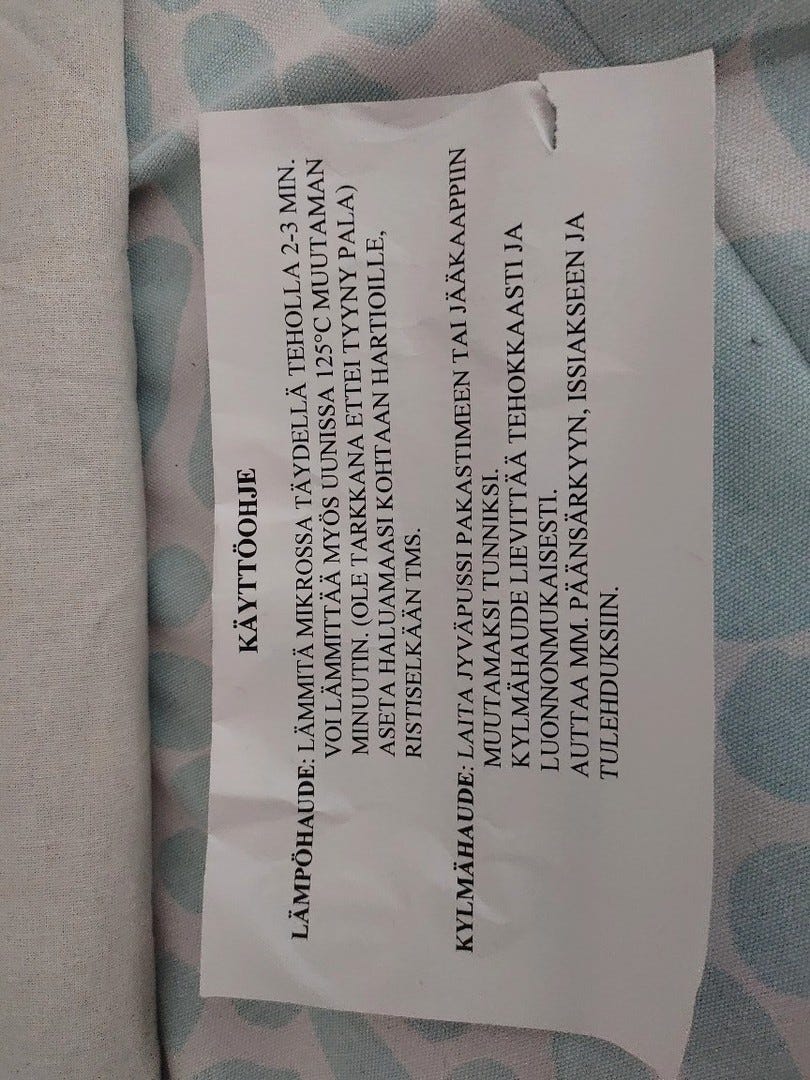 KÄYTTÖOHJE
LÄMPÖHAUDE: LÄMMITÄ MIKROSSA TÄYDELLÄ TEHOLLA 2-3 MIN.
VOI LÄMMITTÄÄ MYÖS UUNISSA 125°C MUUTAMAN
MINUUTIN. (OLE TARKKANA ETTEI TYYNY PALA)
ASETA HALUAMAASI KOHTAAN HARTIOILLE,
RISTISELKÄÄN TMS.
KYLMÄHAUDE: LAITA JYVÄPUSSI PAKASTIMEEN TAI JÄÄKAAPPIIN
MUUTAMAKSI TUNNIKSI.
KYLMÄHAUDE LIEVITTÄÄ TEHOKKAASTI JA
LUONNONMUKAISESTI.
AUTTAA MM. PÄÄNSÄRKYYN, ISSIAKSEEN JA
TULEHDUKSIIN.